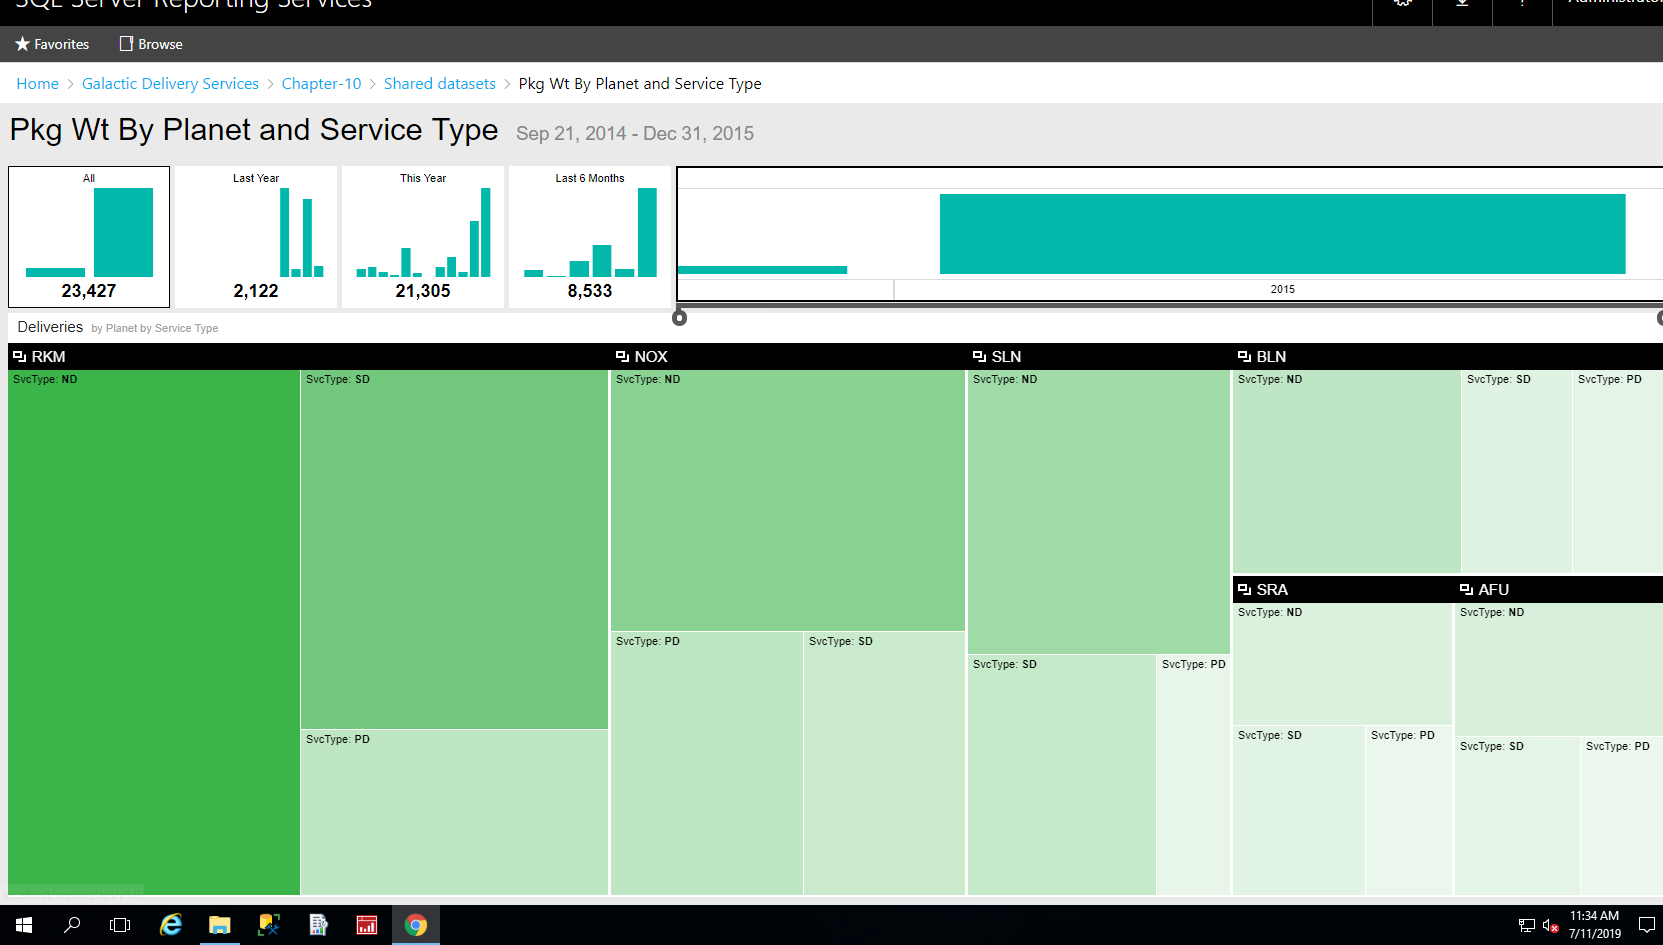 SQL Server Reporting Services
Administrator
Favorites Browse
Home > Galactic Delivery Services > Chapter-10 > Shared datasets > Pkg Wt By Planet and Service Type
Pkg Wt By Planet and Service Type Sep 21, 2014 - Dec 31, 2015
All Last Year This Year Last 6 Months
23,427 2,122 21,305 8,533
2015
Deliveries by Planet by Service Type
RKM NOX SLN BLN
SvcType: ND SvcType: SD SvcType: ND SvcType: ND SvcType: ND SvcType: SD SvcType: PD
SRA AFU
SvcType: ND SvcType: ND
SvcType: PD SvcType: SD
SvcType: SD SvcType: PD
SvcType: PD SvcType: SD SvcType: PD
SvcType: SD SvcType: PD
11:34 AM
7/11/2019